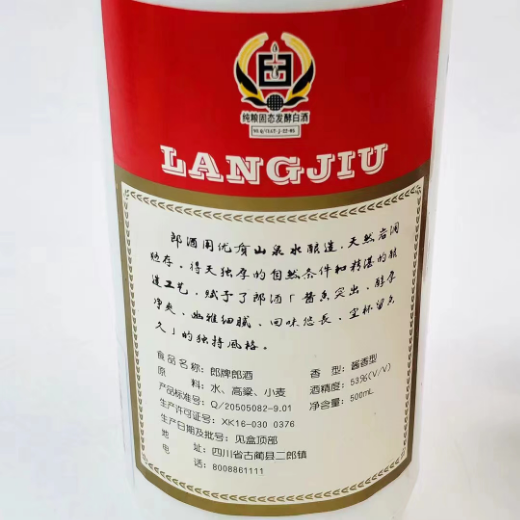 纯粮固态发酵白酒
LANGJIU
郎酒用优质山泉水酿造，天然岩洞
贮存，得天独厚的自然条件和精湛的酿
造工艺，赋予了郎酒「酱香突出、醇厚
净爽、幽雅细腻、回味悠长、空杯留香
久」的独特风格。
食品名称：郎牌郎酒 香 型：酱香型
原 料：水、高粱、小麦 酒精度：53%(V/V)
产品标准号：Q/20505082-9.01 净含量：500mL
生产许可证号：XK16-030 0376
生产日期及批号：见盒顶部
地 址：四川省古蔺县二郎镇
电 话：8008861111